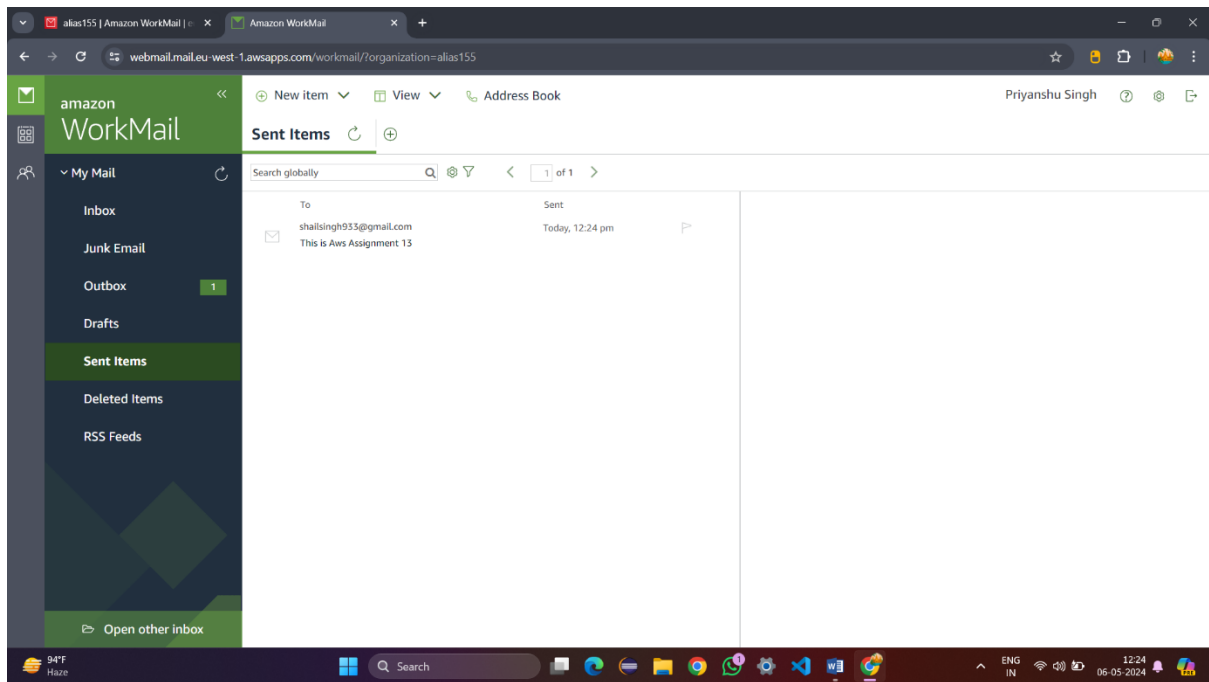 alias155 | Amazon WorkMail | e
Amazon WorkMail
webmail.mail.eu-west-1.awsapps.com/workmail/?organization=alias155
amazon
WorkMail
New item
View
Address Book
Priyanshu Singh
Sent Items
My Mail
Inbox
Junk Email
Outbox 1
Drafts
Sent Items
Deleted Items
RSS Feeds
Open other inbox
Search globally
1 of 1
To Sent
shailsingh933@gmail.com Today, 12:24 pm
This is Aws Assignment 13
94°F
Haze
Search
1
ENG
IN
12:24
06-05-2024